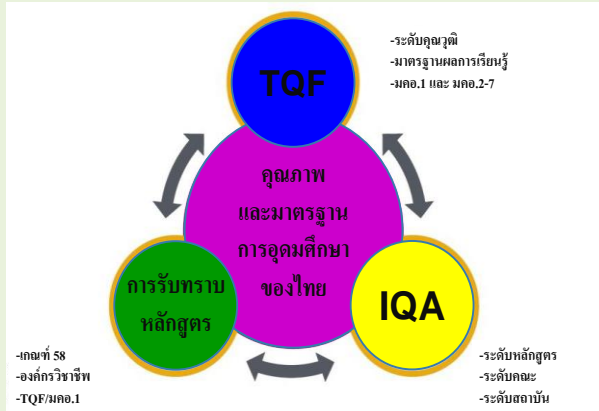 TQF
-ระดับคุณวุฒิ
-มาตรฐานผลการเรียนรู้
-มคอ.1 และ มคอ.2-7
คุณภาพ
และมาตรฐาน
การอุดมศึกษา
ของไทย
การรับทราบ
หลักสูตร
IQA
-เกณฑ์ 58
-องค์กรวิชาชีพ
-TQF/มคอ.1
-ระดับหลักสูตร
-ระดับคณะ
-ระดับสถาบัน